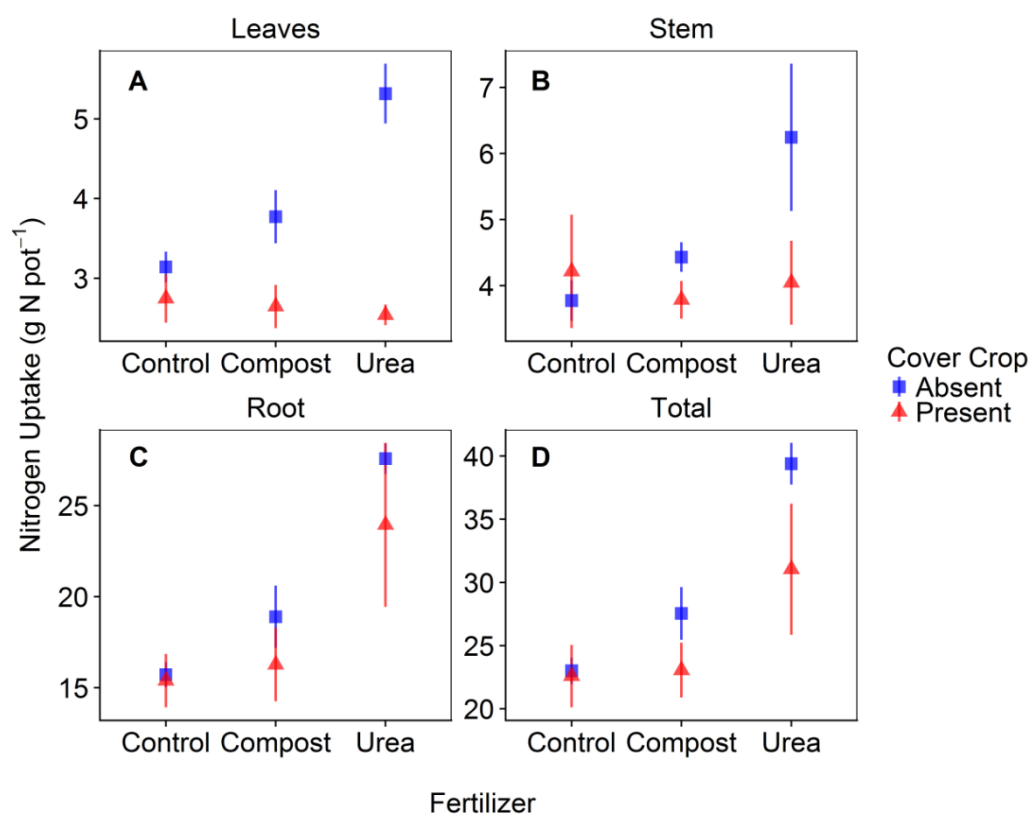 Leaves
Stem
A
B
5
4
3
7
6
5
4
Control Compost Urea
Control Compost Urea
Root
Total
C
D
25
20
15
40
35
30
25
20
Control Compost Urea
Control Compost Urea
Nitrogen Uptake (g N pot⁻¹)
Fertilizer
Cover Crop
Absent
Present